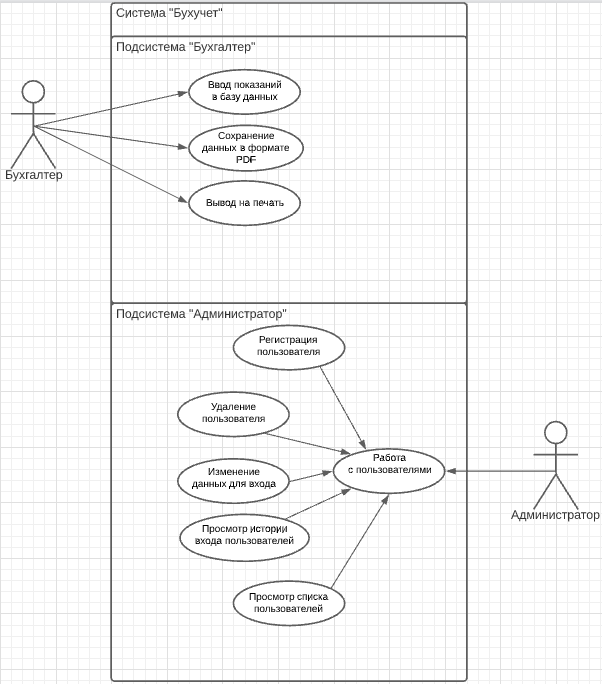 Система "Бухучет"
Подсистема "Бухгалтер"
Ввод показаний
в базу данных
Сохранение
данных в формате
PDF
Бухгалтер
Вывод на печать
Подсистема "Администратор"
Регистрация
пользователя
Удаление
пользователя
Работа
с пользователями
Изменение
данных для входа
Администратор
Просмотр истории
входа пользователей
Просмотр списка
пользователей